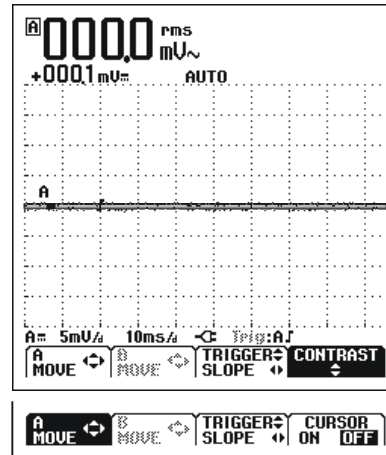 A 000.0 rms mV~
+000.1 mV⎓ AUTO
A
A⎓ 5mV/d 10ms/d Trig:A
A MOVE B MOVE TRIGGER SLOPE CONTRAST
A MOVE B MOVE TRIGGER SLOPE CURSOR ON OFF